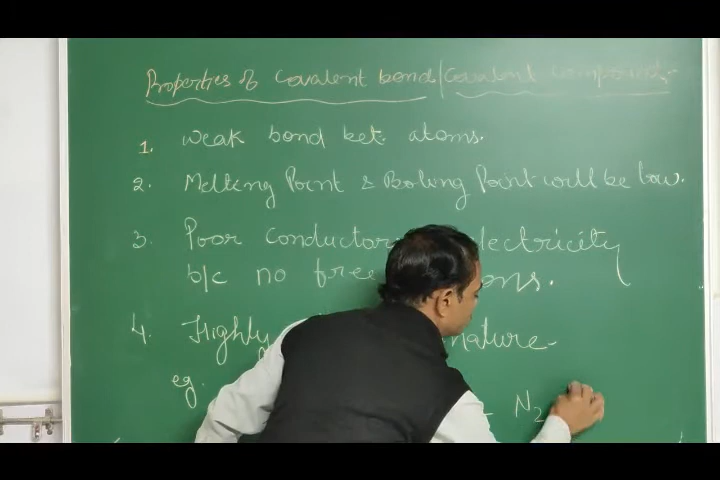 Properties of Covalent bond/Covalent Compounds-
1. Weak bond bet. atoms.
2. Melting Point & Boiling Point will be low.
3. Poor conductor electricity
b/c no free ons.
4. Highly nature-
eg. N2